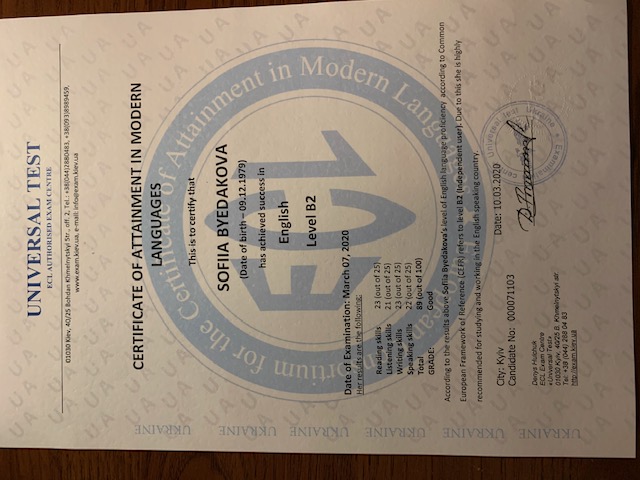 UNIVERSAL TEST
ECL AUTHORISED EXAM CENTRE
01030 Kiev, 40/25 Bohdan Khmelnytskyi Str., off. 2, Tel.: +38(044)2880483, +38(093)8989459,
www.exam.kiev.ua, e-mail: info@exam.kiev.ua
CERTIFICATE OF ATTAINMENT IN MODERN
LANGUAGES
This is to certify that
SOFIIA BYEDAKOVA
(Date of birth – 09.12.1979)
has achieved success in
English
Level B2
Date of Examination: March 07, 2020
Her results are the following:
Reading skills 23 (out of 25)
Listening skills 21 (out of 25)
Writing skills 23 (out of 25)
Speaking skills 22 (out of 25)
Total 89 (out of 100)
GRADE: Good
According to the results above Sofiia Byedakova's level of English language proficiency according to Common
European Framework of Reference (CEFR) refers to level B2 (Independent user). Due to this she is highly
recommended for studying and working in the English speaking country.
City: Kyiv Date: 10.03.2020
Candidate No: 000071103
ECL Exam Centre
«Universal Test»
01030 Kyiv, 40/25 B. Khmelnytskyi str.
Tel: +38 (044) 288 04 83
http://exam.kiev.ua
Certificate of Attainment in Modern Lang
ortium for the
UKRAINE UKRAINE UKRAINE UKRAINE UKRAINE UKRAINE